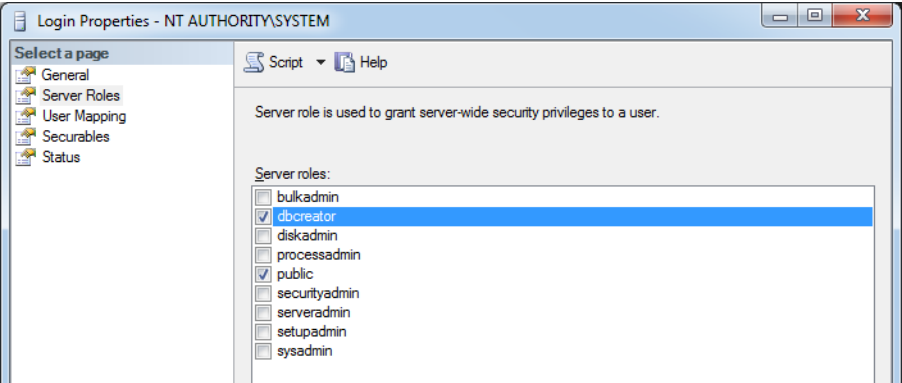 Login Properties - NT AUTHORITY\SYSTEM
Select a page
General
Server Roles
User Mapping
Securables
Status
Script
Help
Server role is used to grant server-wide security privileges to a user.
Server roles:
bulkadmin
dbcreator
diskadmin
processadmin
public
securityadmin
serveradmin
setupadmin
sysadmin